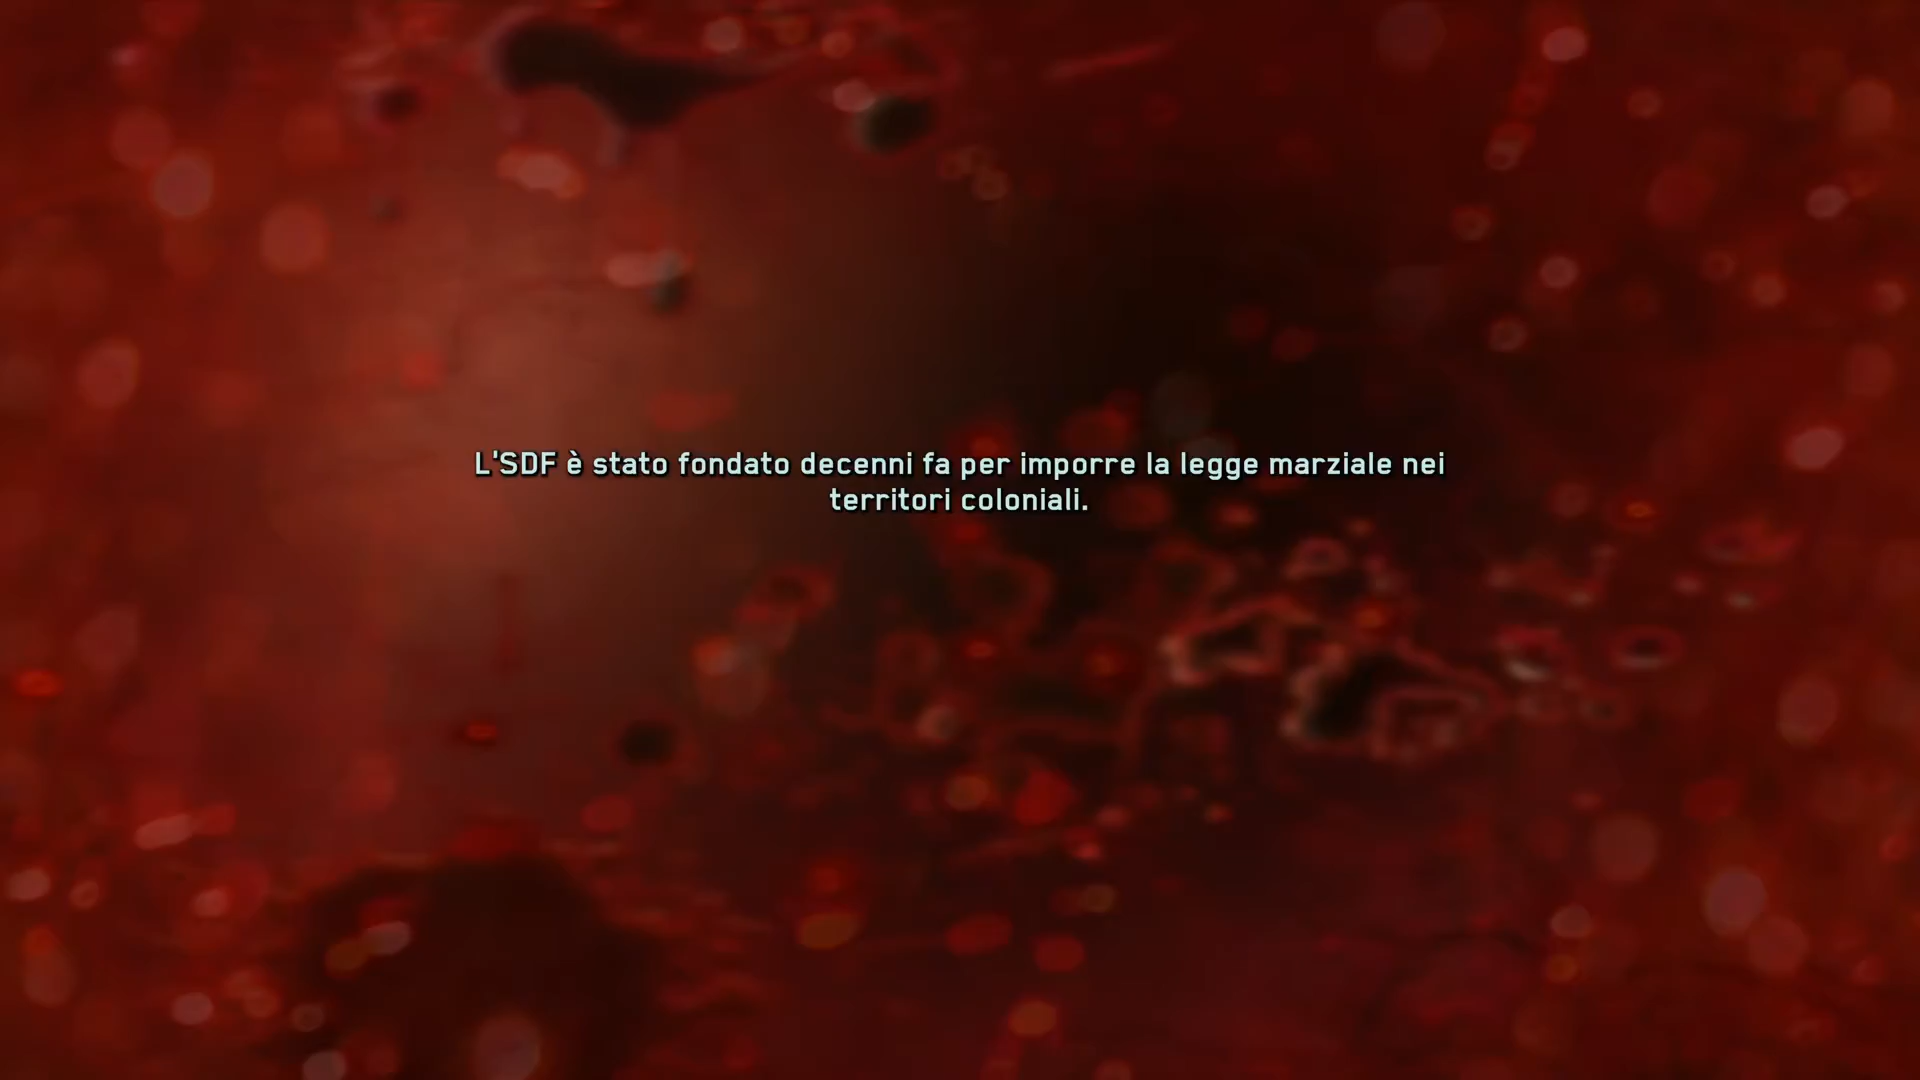 L'SDF è stato fondato decenni fa per imporre la legge marziale nei
territori coloniali.